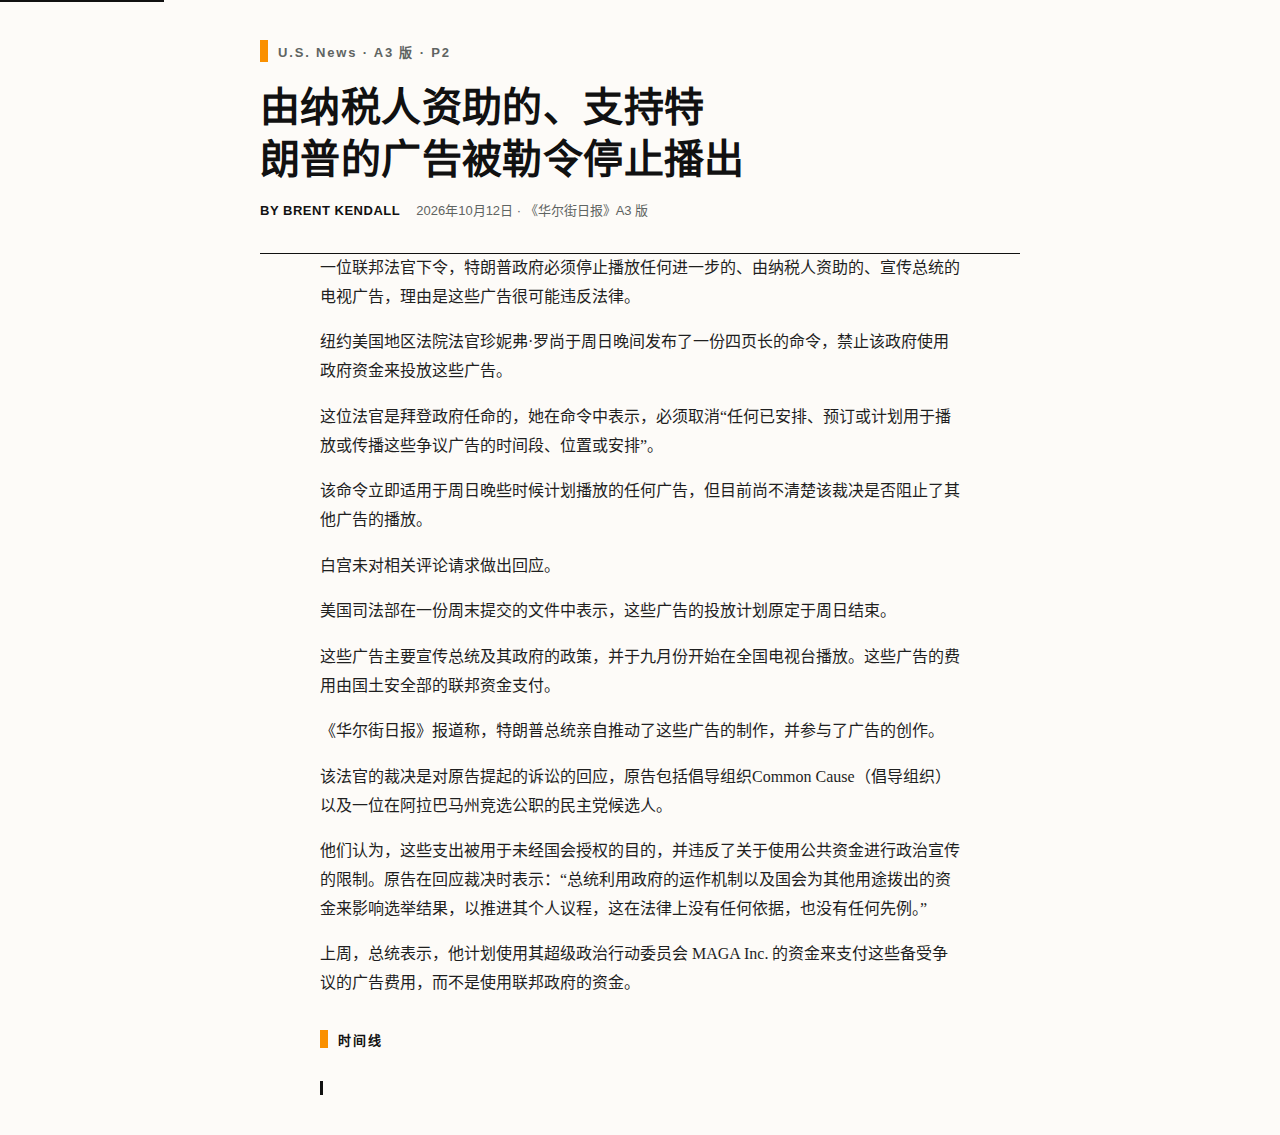 U.S. News · A3 版 · P2
由纳税人资助的、支持特
朗普的广告被勒令停止播出
BY BRENT KENDALL 2026年10月12日 · 《华尔街日报》A3 版
一位联邦法官下令，特朗普政府必须停止播放任何进一步的、由纳税人资助的、宣传总统的
电视广告，理由是这些广告很可能违反法律。
纽约美国地区法院法官珍妮弗·罗尚于周日晚间发布了一份四页长的命令，禁止该政府使用
政府资金来投放这些广告。
这位法官是拜登政府任命的，她在命令中表示，必须取消“任何已安排、预订或计划用于播
放或传播这些争议广告的时间段、位置或安排”。
该命令立即适用于周日晚些时候计划播放的任何广告，但目前尚不清楚该裁决是否阻止了其
他广告的播放。
白宫未对相关评论请求做出回应。
美国司法部在一份周末提交的文件中表示，这些广告的投放计划原定于周日结束。
这些广告主要宣传总统及其政府的政策，并于九月份开始在全国电视台播放。这些广告的费
用由国土安全部的联邦资金支付。
《华尔街日报》报道称，特朗普总统亲自推动了这些广告的制作，并参与了广告的创作。
该法官的裁决是对原告提起的诉讼的回应，原告包括倡导组织Common Cause（倡导组织）
以及一位在阿拉巴马州竞选公职的民主党候选人。
他们认为，这些支出被用于未经国会授权的目的，并违反了关于使用公共资金进行政治宣传
的限制。原告在回应裁决时表示：“总统利用政府的运作机制以及国会为其他用途拨出的资
金来影响选举结果，以推进其个人议程，这在法律上没有任何依据，也没有任何先例。”
上周，总统表示，他计划使用其超级政治行动委员会 MAGA Inc. 的资金来支付这些备受争
议的广告费用，而不是使用联邦政府的资金。
时间线